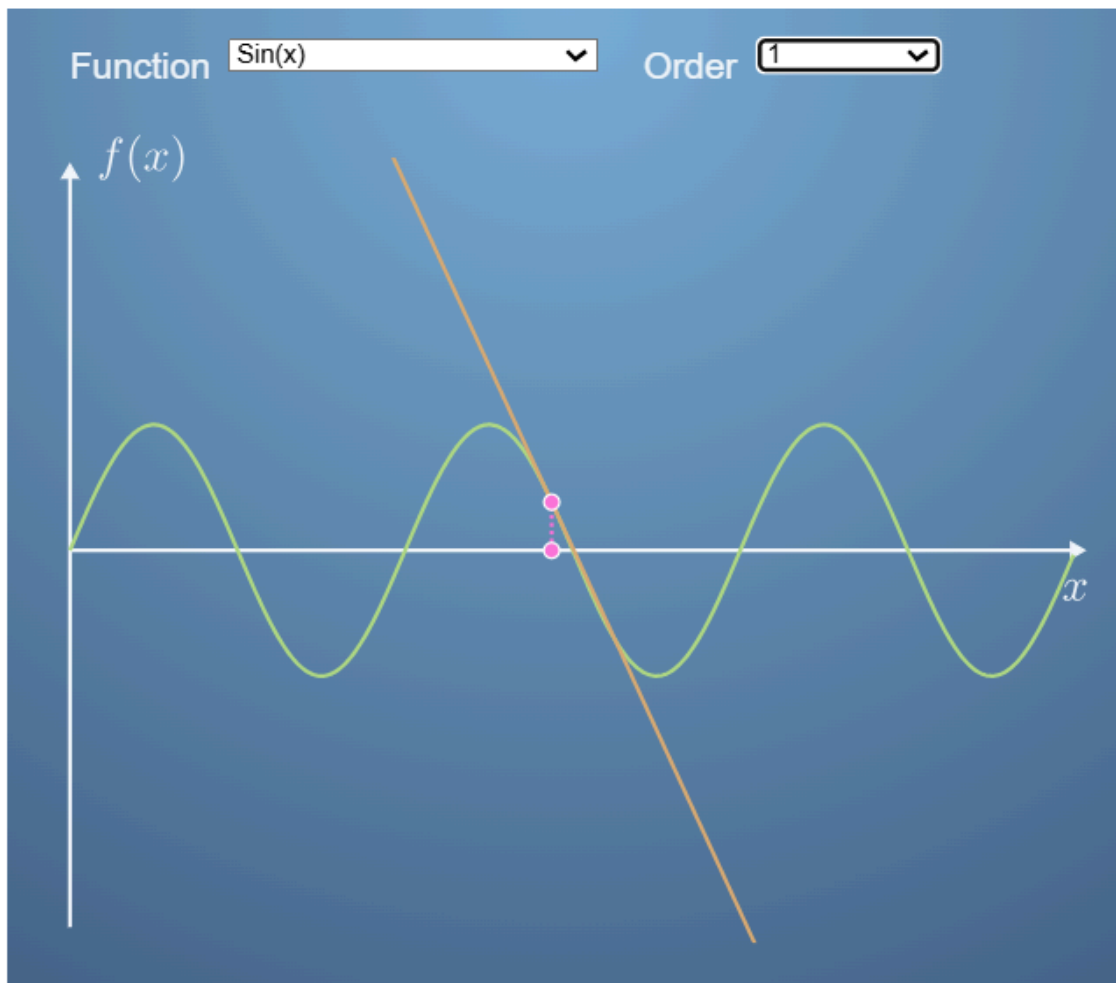 Function Sin(x) Order 1
f(x)
x